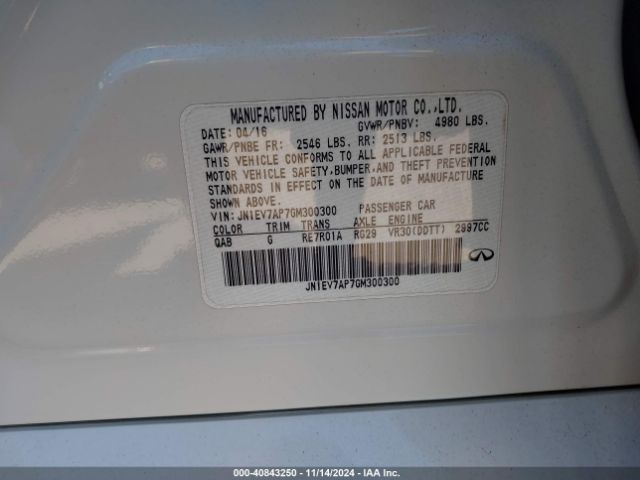 MANUFACTURED BY NISSAN MOTOR CO.,LTD.
DATE: 04/16 GVWR/PNBV: 4980 LBS.
GAWR/PNBE FR: 2546 LBS. RR: 2513 LBS.
THIS VEHICLE CONFORMS TO ALL APPLICABLE FEDERAL
MOTOR VEHICLE SAFETY,BUMPER,AND THEFT PREVENTION
STANDARDS IN EFFECT ON THE DATE OF MANUFACTURE
SHOWN ABOVE.
VIN: JN1EV7AP7GM300300 PASSENGER CAR
COLOR TRIM TRANS AXLE ENGINE
QAB G RE7R01A RG29 VR30(DDTT) 2997CC
JN1EV7AP7GM300300
000-40843250 - 11/14/2024 - IAA Inc.